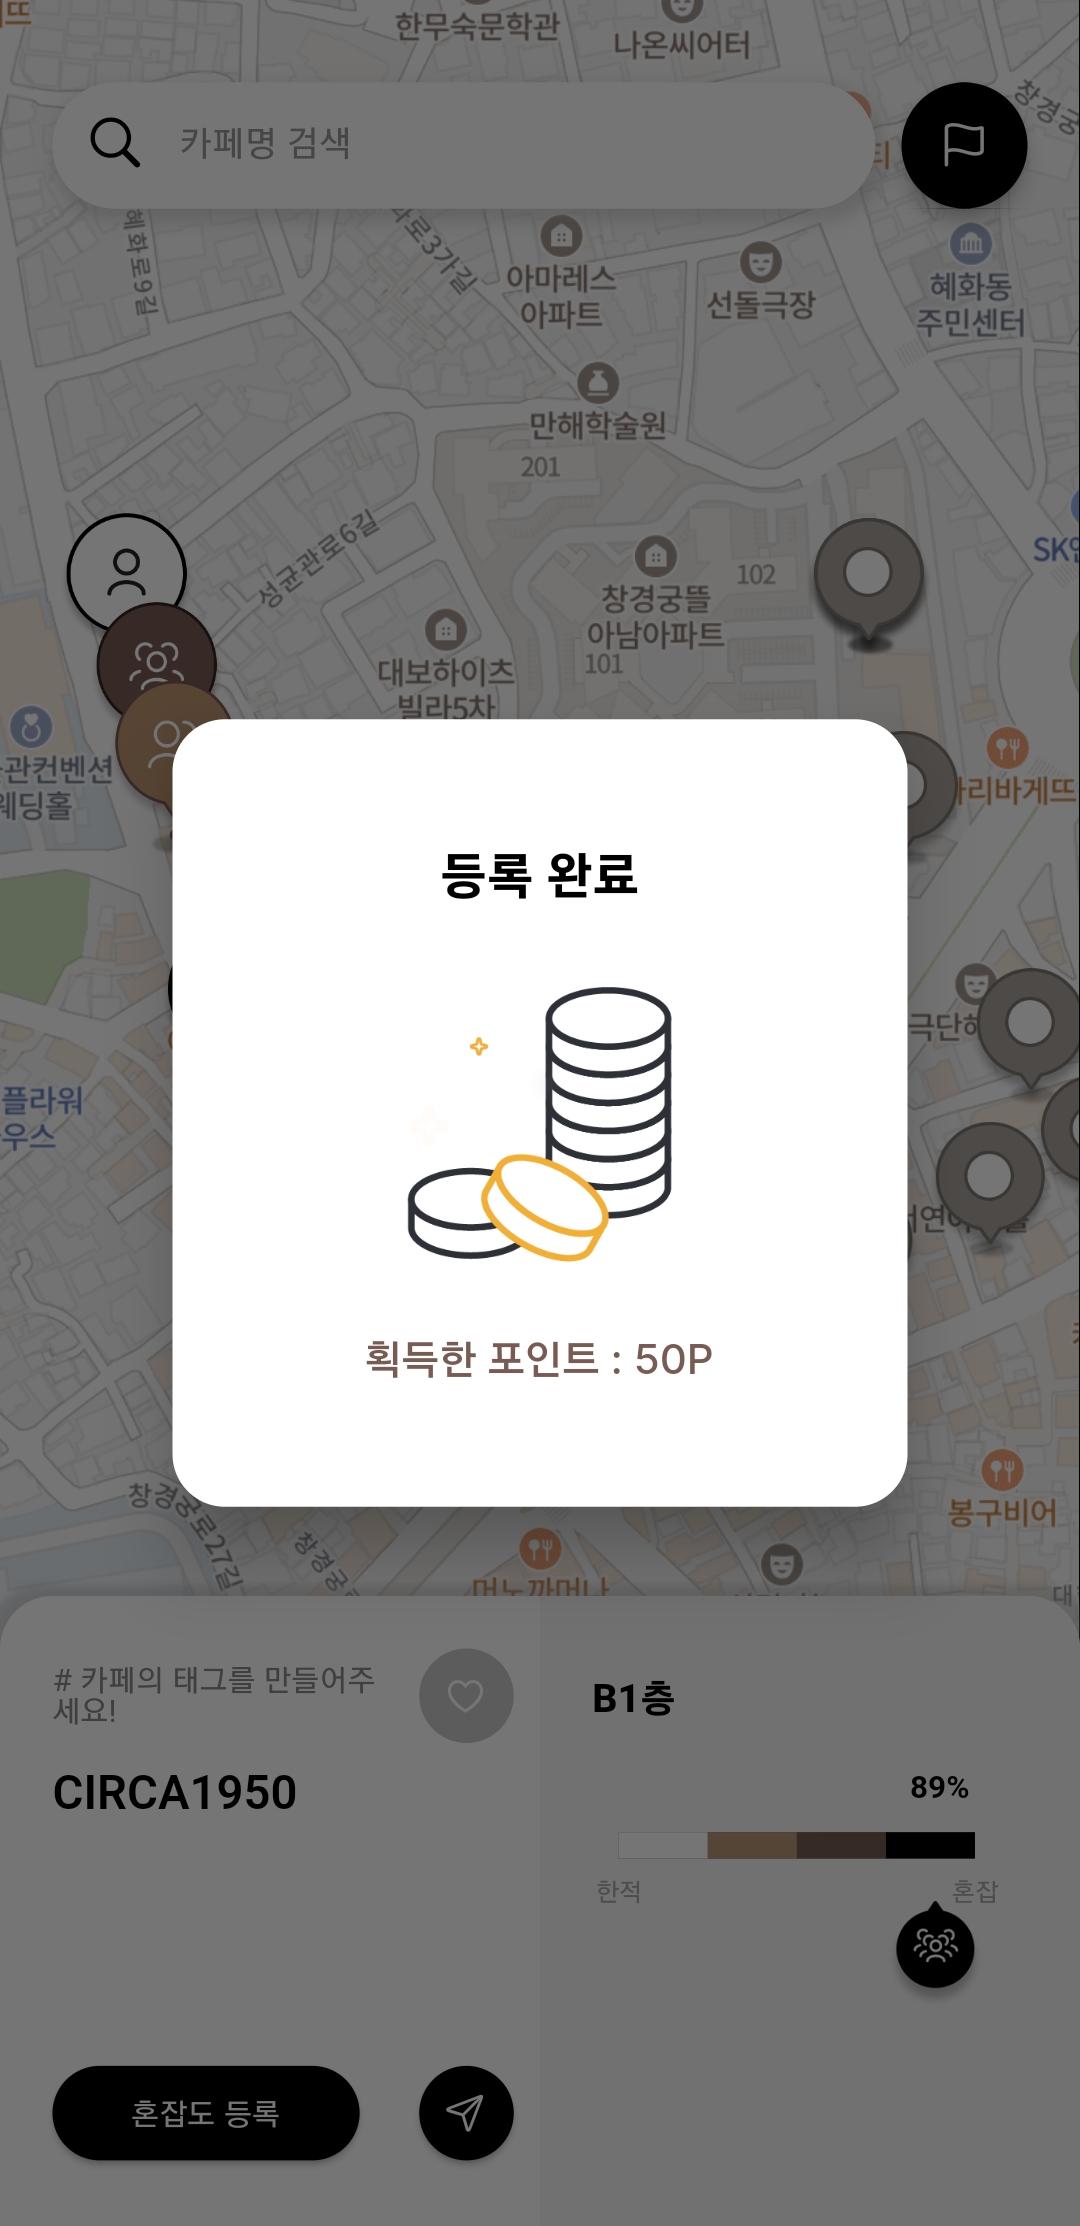 한무숙문학관
나온씨어터
카페명 검색
혜화로9길
아마레스
아파트
선돌극장
혜화동
주민센터
만해학술원
201
성균관로6길
102
창경궁뜰
아남아파트
101
대보하이츠
빌라5차
관컨벤션
웨딩홀
리바게뜨
등록 완료
플라워
우스
획득한 포인트 : 50P
창경궁로27길
봉구비어
# 카페의 태그를 만들어주
세요!
B1층
CIRCA1950
89%
한적
혼잡
혼잡도 등록